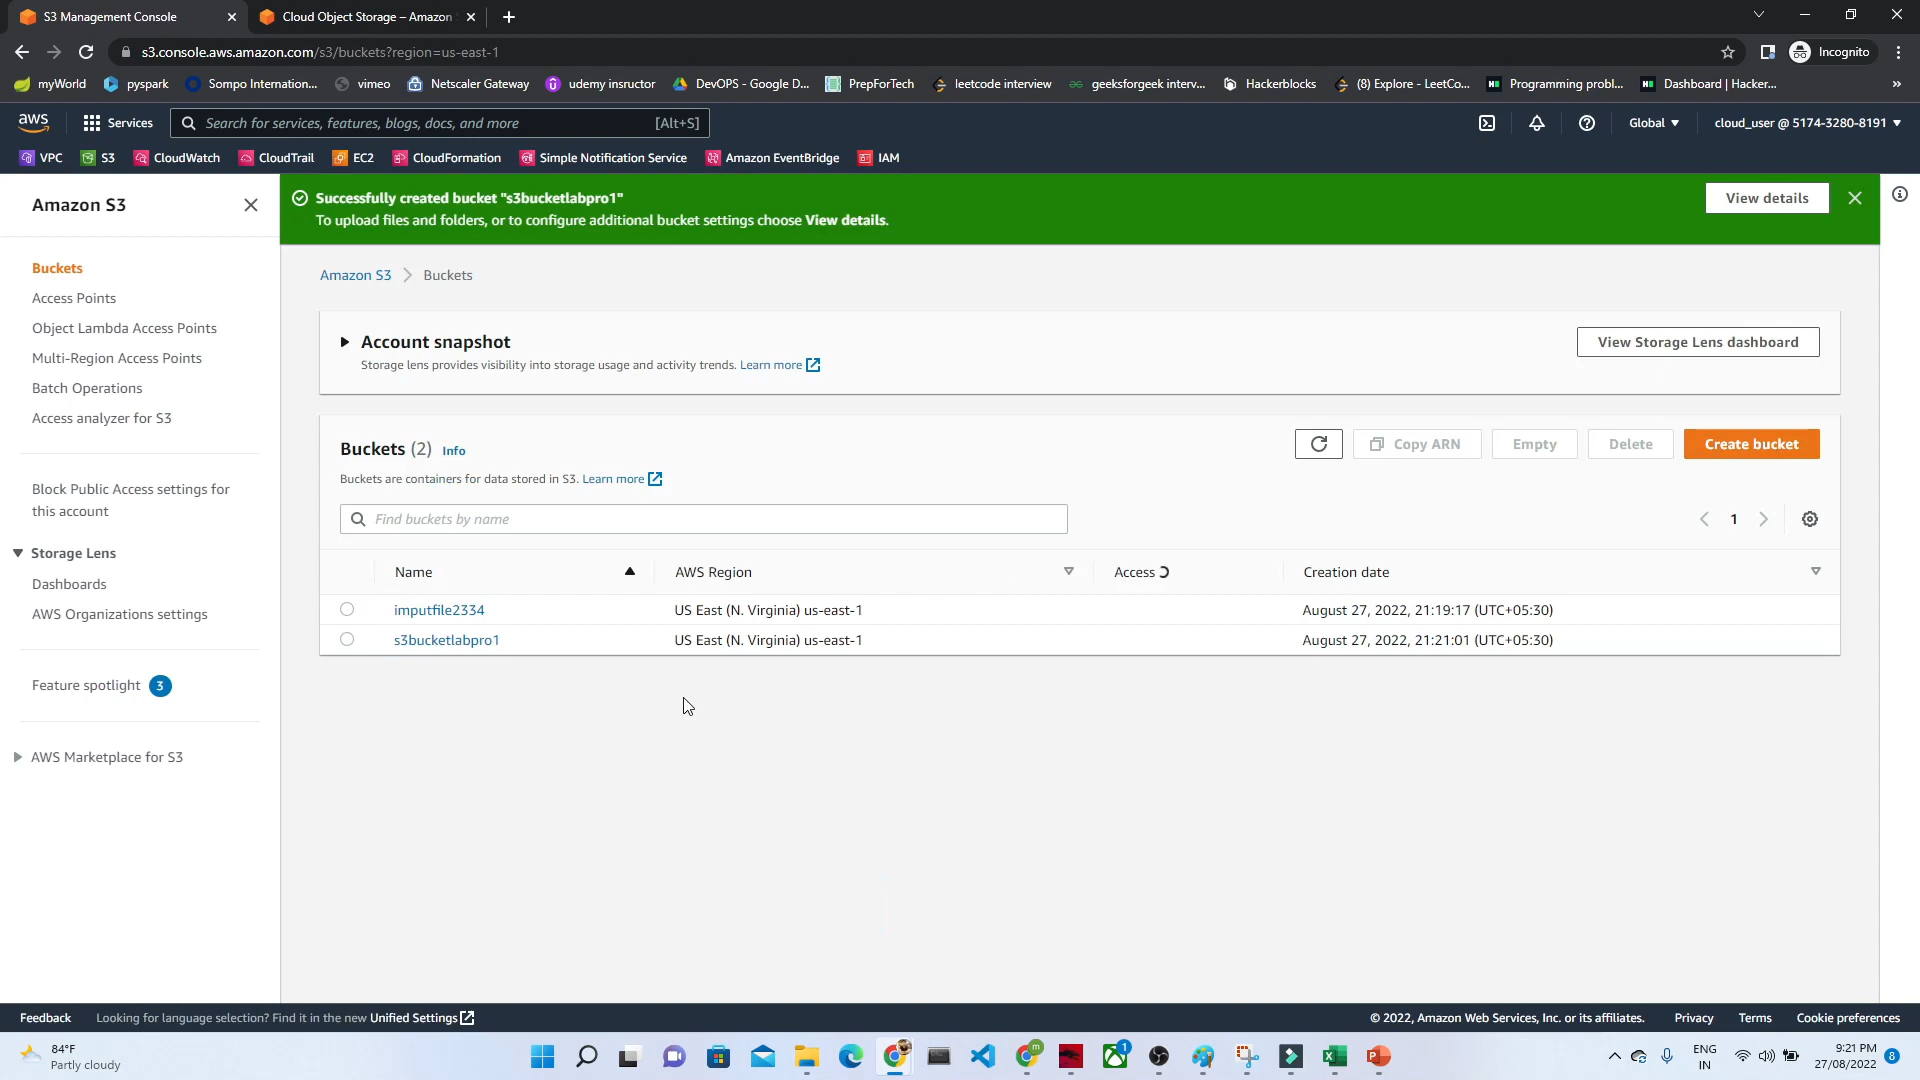 S3 Management Console
Cloud Object Storage – Amazon
s3.console.aws.amazon.com/s3/buckets?region=us-east-1
Incognito
myWorld
pyspark
Sompo Internation...
vimeo
Netscaler Gateway
udemy insructor
DevOPS - Google D...
PrepForTech
leetcode interview
geeksforgeek interv...
Hackerblocks
(8) Explore - LeetCo...
Programming probl...
Dashboard | Hacker...
»
aws
Services
Search for services, features, blogs, docs, and more
[Alt+S]
Global
cloud_user @ 5174-3280-8191
VPC
S3
CloudWatch
CloudTrail
EC2
CloudFormation
Simple Notification Service
Amazon EventBridge
IAM
Amazon S3
Buckets
Access Points
Object Lambda Access Points
Multi-Region Access Points
Batch Operations
Access analyzer for S3
Block Public Access settings for
this account
Storage Lens
Dashboards
AWS Organizations settings
Feature spotlight 3
AWS Marketplace for S3
Successfully created bucket "s3bucketlabpro1"
To upload files and folders, or to configure additional bucket settings choose View details.
View details
Amazon S3 > Buckets
Account snapshot
Storage lens provides visibility into storage usage and activity trends. Learn more
View Storage Lens dashboard
Buckets (2) Info
Buckets are containers for data stored in S3. Learn more
Copy ARN
Empty
Delete
Create bucket
Find buckets by name
1
Name AWS Region Access Creation date
imputfile2334 US East (N. Virginia) us-east-1 August 27, 2022, 21:19:17 (UTC+05:30)
s3bucketlabpro1 US East (N. Virginia) us-east-1 August 27, 2022, 21:21:01 (UTC+05:30)
Feedback
Looking for language selection? Find it in the new Unified Settings
© 2022, Amazon Web Services, Inc. or its affiliates.
Privacy
Terms
Cookie preferences
84°F
Partly cloudy
m
1
ENG
IN
9:21 PM
27/08/2022
8